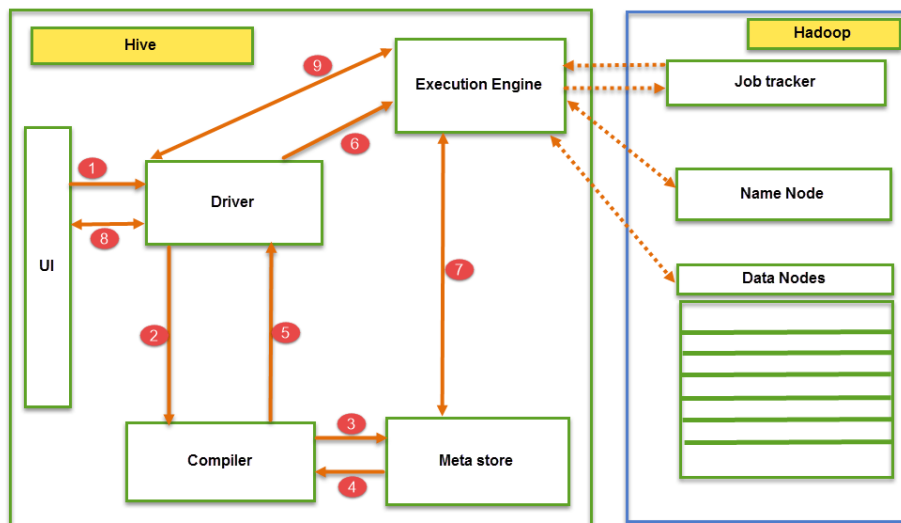 Hive
Hadoop
9
Execution Engine
Job tracker
6
1
Driver
Name Node
8
UI
7
Data Nodes
2
5
3
Compiler
Meta store
4